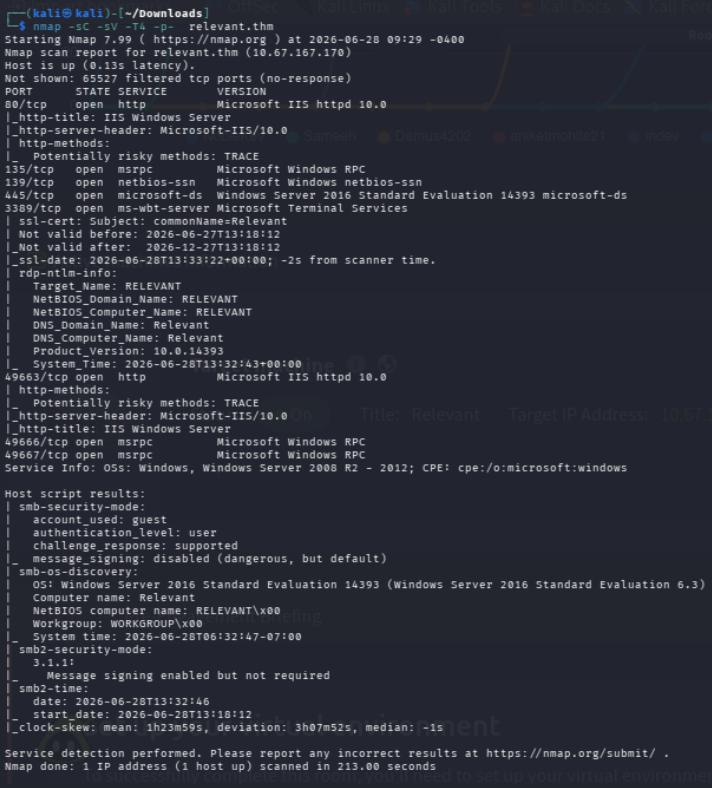 OffSec Kali Linux Kali Tools Kali Docs Kali Forums
┌──(kali㉿kali)-[~/Downloads]
└─$ nmap -sC -sV -T4 -p- relevant.thm
Starting Nmap 7.99 ( https://nmap.org ) at 2026-06-28 09:29 -0400
Nmap scan report for relevant.thm (10.67.167.170)
Host is up (0.13s latency).
Not shown: 65527 filtered tcp ports (no-response)
PORT STATE SERVICE VERSION
80/tcp open http Microsoft IIS httpd 10.0
|_http-title: IIS Windows Server
|_http-server-header: Microsoft-IIS/10.0
| http-methods:
|_ Potentially risky methods: TRACE
135/tcp open msrpc Microsoft Windows RPC
139/tcp open netbios-ssn Microsoft Windows netbios-ssn
445/tcp open microsoft-ds Windows Server 2016 Standard Evaluation 14393 microsoft-ds
3389/tcp open ms-wbt-server Microsoft Terminal Services
| ssl-cert: Subject: commonName=Relevant
| Not valid before: 2026-06-27T13:18:12
|_Not valid after: 2026-12-27T13:18:12
|_ssl-date: 2026-06-28T13:33:22+00:00; -2s from scanner time.
| rdp-ntlm-info:
| Target_Name: RELEVANT
| NetBIOS_Domain_Name: RELEVANT
| NetBIOS_Computer_Name: RELEVANT
| DNS_Domain_Name: Relevant
| DNS_Computer_Name: Relevant
| Product_Version: 10.0.14393
|_ System_Time: 2026-06-28T13:32:43+00:00
49663/tcp open http Microsoft IIS httpd 10.0
| http-methods:
|_ Potentially risky methods: TRACE
|_http-server-header: Microsoft-IIS/10.0
Title: Relevant Target IP Address:
|_http-title: IIS Windows Server
49666/tcp open msrpc Microsoft Windows RPC
49667/tcp open msrpc Microsoft Windows RPC
Service Info: OSs: Windows, Windows Server 2008 R2 - 2012; CPE: cpe:/o:microsoft:windows
Host script results:
| smb-security-mode:
| account_used: guest
| authentication_level: user
| challenge_response: supported
|_ message_signing: disabled (dangerous, but default)
| smb-os-discovery:
| OS: Windows Server 2016 Standard Evaluation 14393 (Windows Server 2016 Standard Evaluation 6.3)
| Computer name: Relevant
| NetBIOS computer name: RELEVANT\x00
| Workgroup: WORKGROUP\x00
|_ System time: 2026-06-28T06:32:47-07:00
| smb2-security-mode:
| 3.1.1:
|_ Message signing enabled but not required
| smb2-time:
| date: 2026-06-28T13:32:46
|_ start_date: 2026-06-28T13:18:12
|_clock-skew: mean: 1h23m59s, deviation: 3h07m52s, median: -1s
Service detection performed. Please report any incorrect results at https://nmap.org/submit/ .
Nmap done: 1 IP address (1 host up) scanned in 213.00 seconds